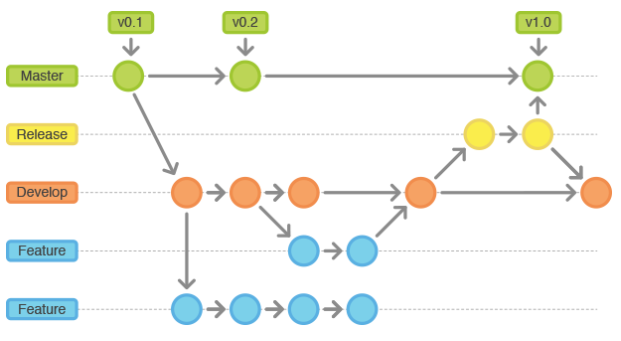 v0.1 v0.2 v1.0
Master
Release
Develop
Feature
Feature